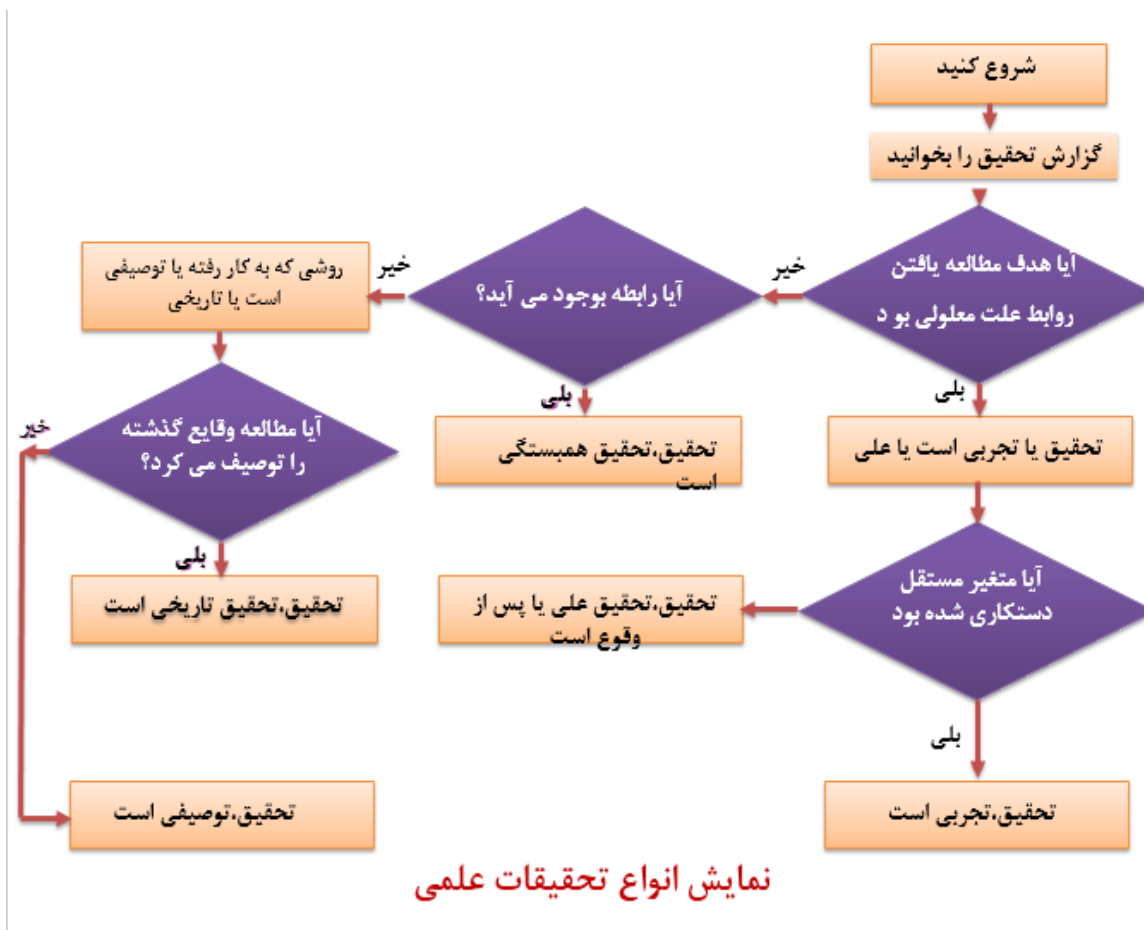 شروع کنید
گزارش تحقیق را بخوانید
آیا هدف مطالعه یافتن
روابط علت معلولی بو د
خیر
بلی
آیا رابطه بوجود می آید؟
خیر
بلی
روشی که به کار رفته یا توصیفی
است یا تاریخی
تحقیق یا تجربی است یا علی
تحقیق،تحقیق همبستگی
است
آیا مطالعه وقایع گذشته
را توصیف می کرد؟
خیر
بلی
آیا متغیر مستقل
دستکاری شده بود
بلی
تحقیق،تحقیق علی یا پس از
وقوع است
تحقیق،تحقیق تاریخی است
تحقیق،تجربی است
تحقیق،توصیفی است
نمایش انواع تحقیقات علمی